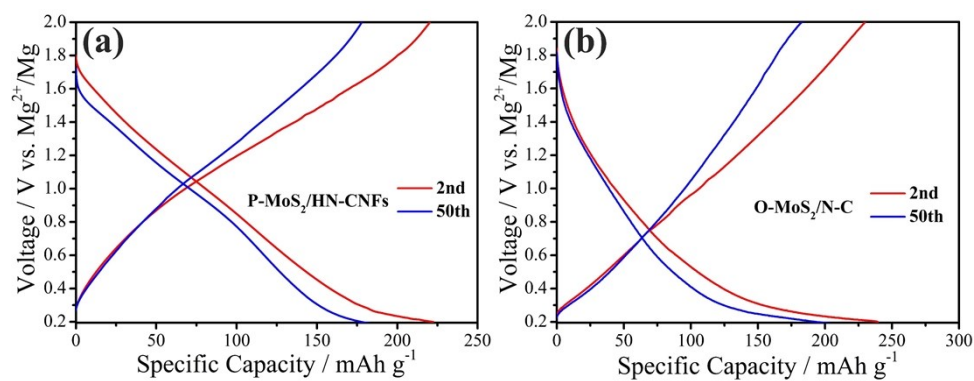 (a)
2.0
1.8
1.6
1.4
1.2
1.0
0.8
0.6
0.4
0.2
Voltage / V vs. Mg²⁺/Mg
P-MoS₂/HN-CNFs
2nd
50th
0 50 100 150 200 250
Specific Capacity / mAh g⁻¹
(b)
2.0
1.8
1.6
1.4
1.2
1.0
0.8
0.6
0.4
0.2
Voltage / V vs. Mg²⁺/Mg
O-MoS₂/N-C
2nd
50th
0 50 100 150 200 250 300
Specific Capacity / mAh g⁻¹